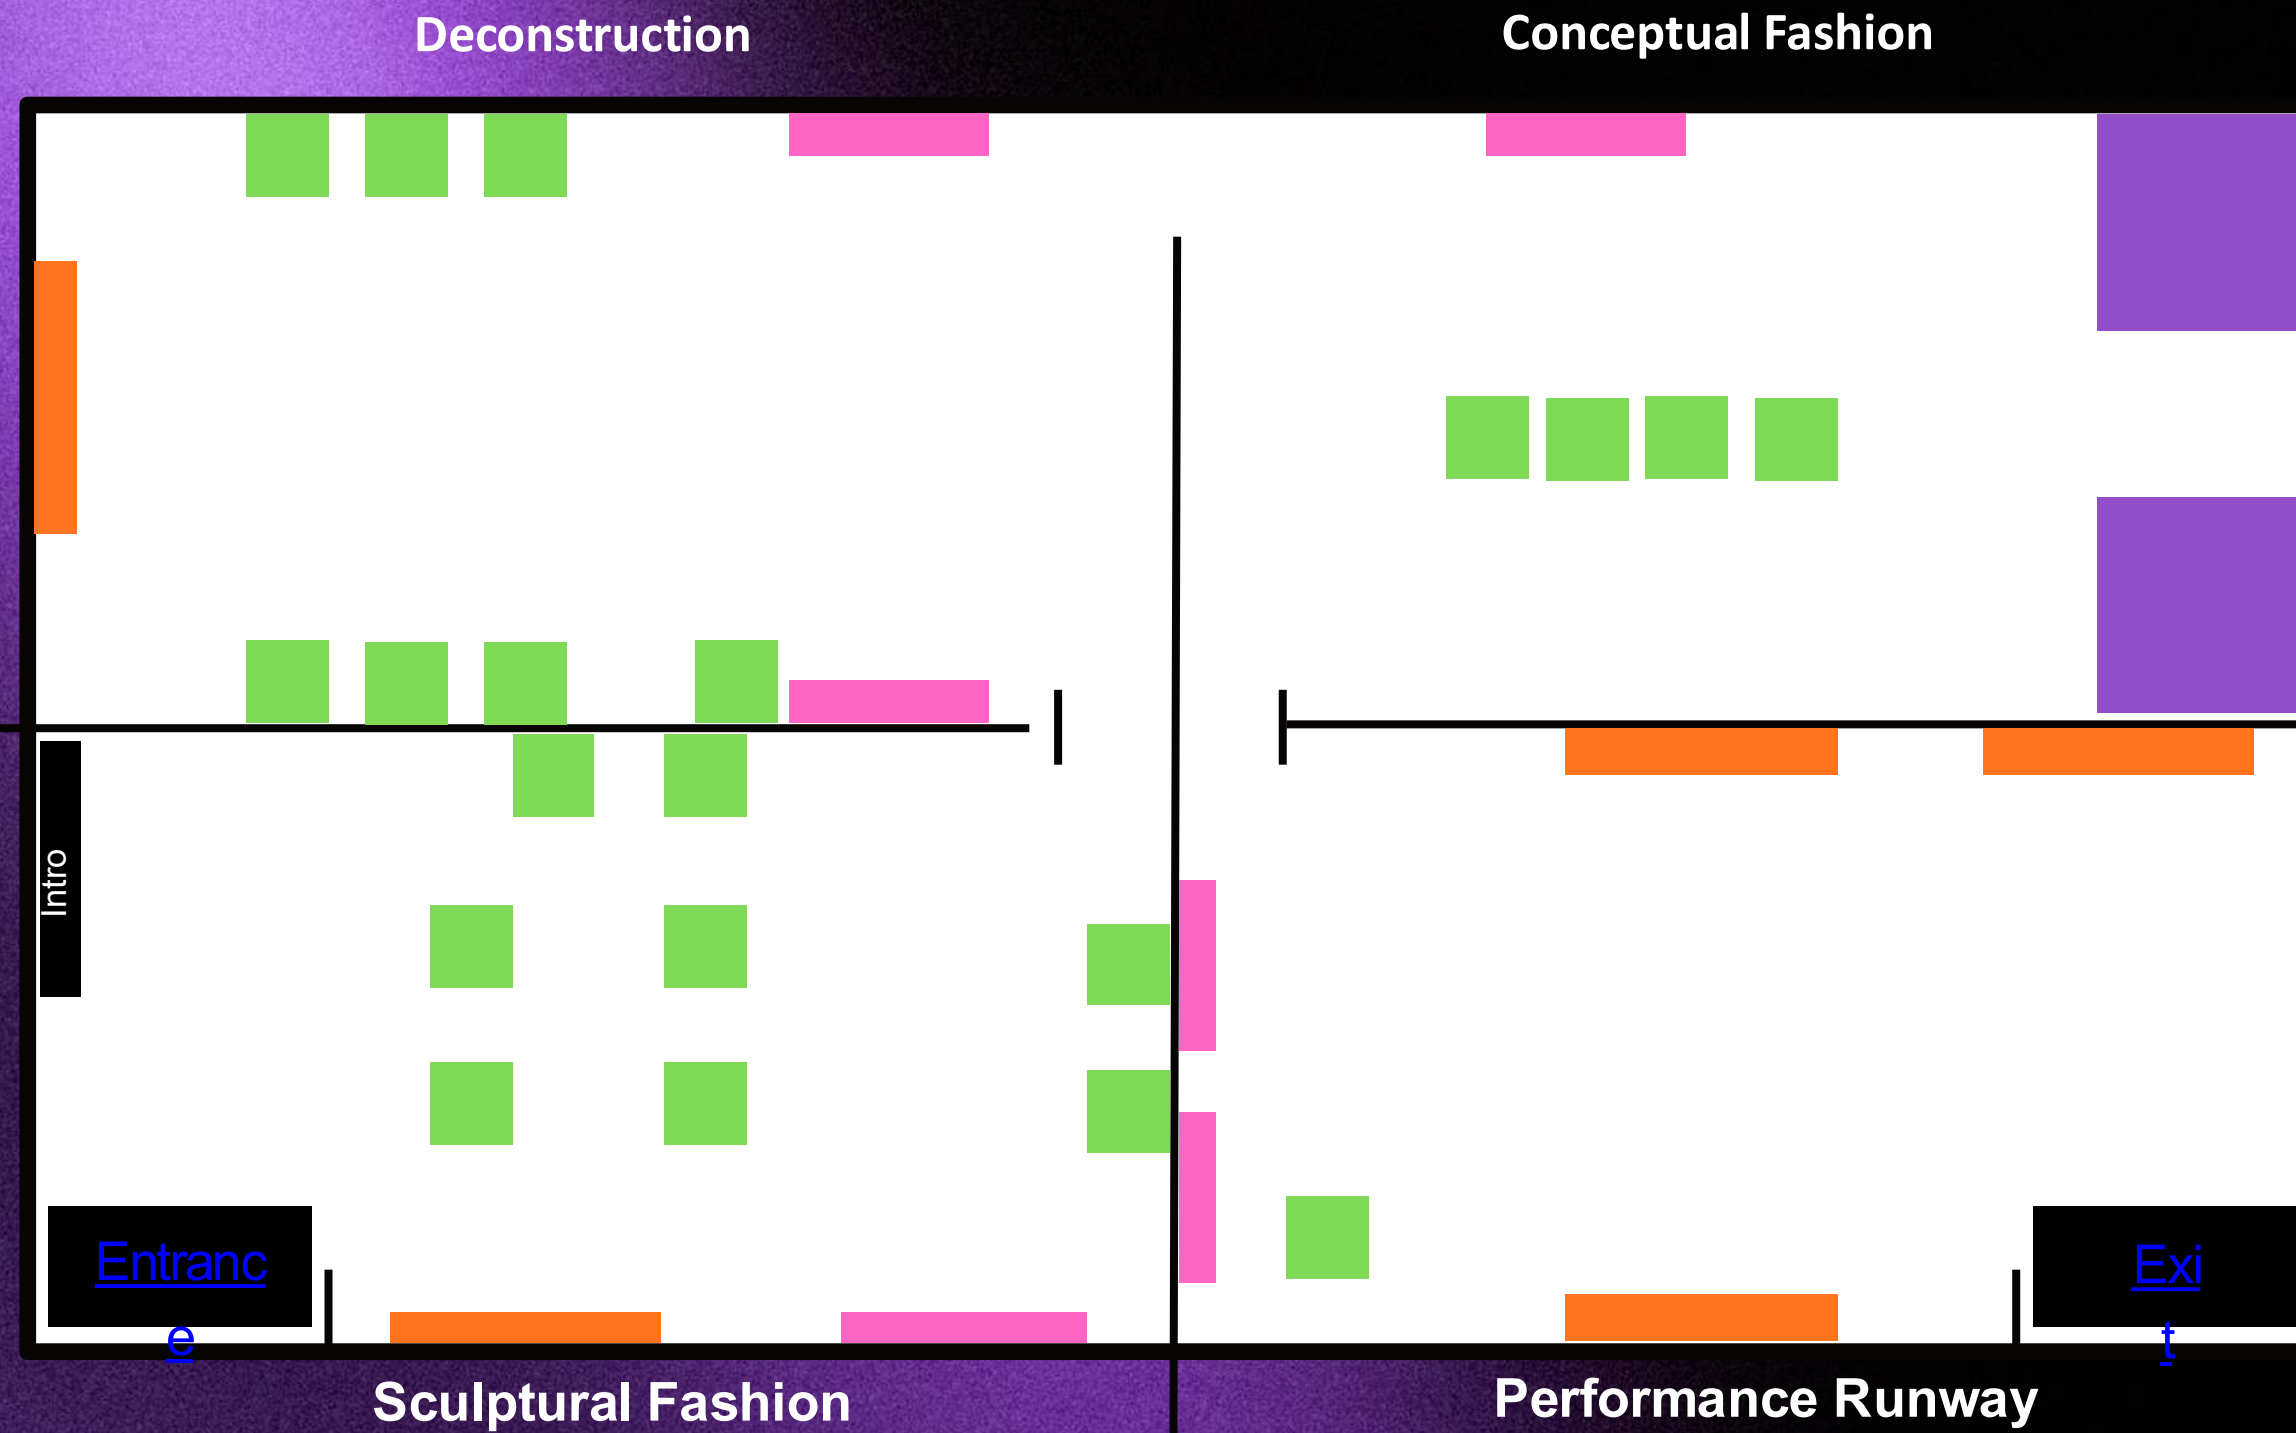 Deconstruction
Conceptual Fashion
Intro
Entranc
e
Exi
t
Sculptural Fashion
Performance Runway